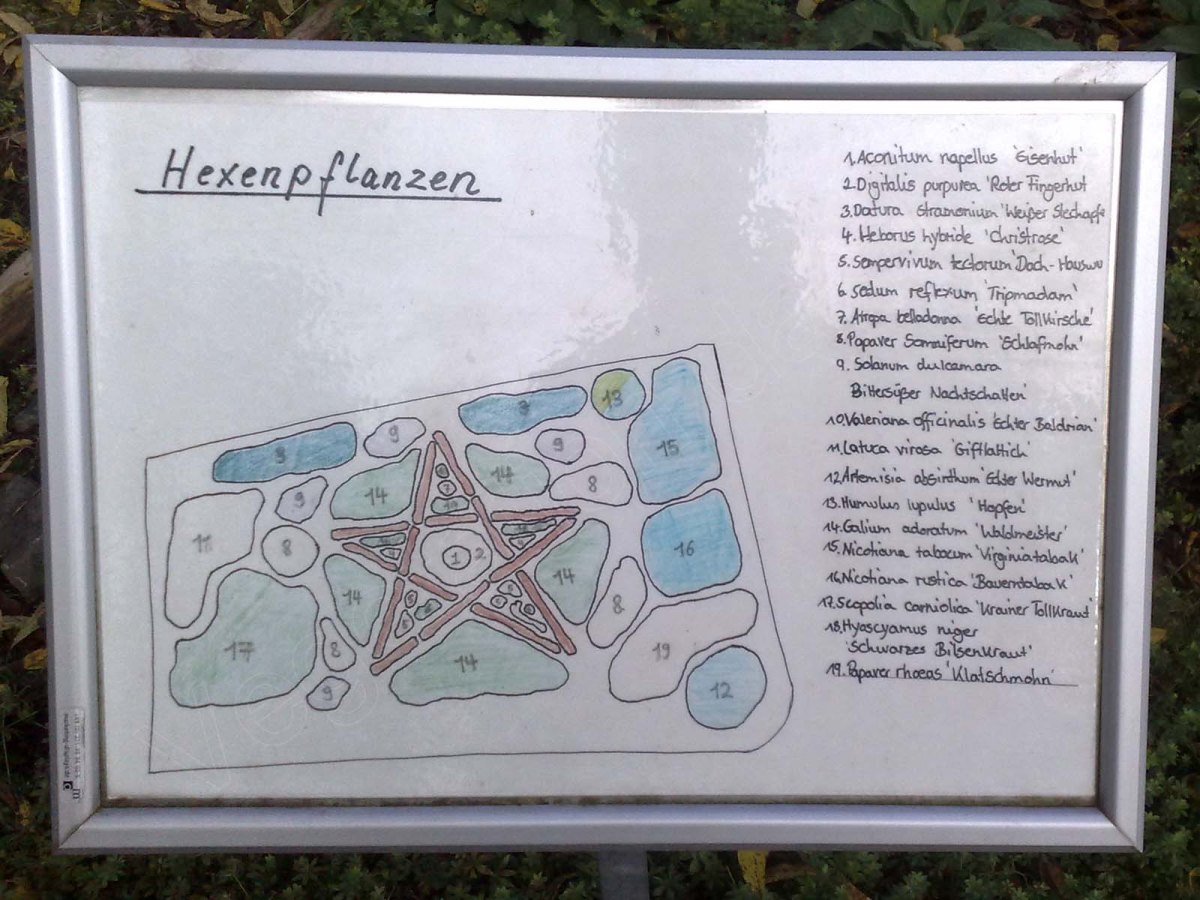 Hexenpflanzen
1. Aconitum napellus 'Eisenhut'
2. Digitalis purpurea 'Roter Fingerhut
3. Datura stramonium 'Weißer Stechapfe
4. Heborus hybride 'Christrose'
5. Sempervivum tectorum 'Dach-Hauswu
6. Sedum reflexum 'Tripmadam'
7. Atropa belladonna 'Echte Tollkirsche'
8. Papaver Somniferum 'Schlafmohn'
9. Solanum dulcamara
Bittersüßer Nachtschatten'
10. Valeriana officinalis 'Echter Baldrian'
11. Latuca virosa 'Giftlattich'
12. Artemisia absinthum 'Echter Wermut'
13. Humulus lupulus 'Hopfen'
14. Galium adoratum 'Waldmeister'
15. Nicotiana tabacum 'Virginiatabak'
16. Nicotiana rustica 'Bauerntabak'
17. Scopolia carniolica 'Krainer Tollkraut'
18. Hyoscyamus niger
'Schwarzes Bilsenkraut'
19. Papaver rhoeas 'Klatschmohn'
13
9
15
9
14
14
8
9
11
8
1 2
16
14
14
8
17
8
14
19
9
12